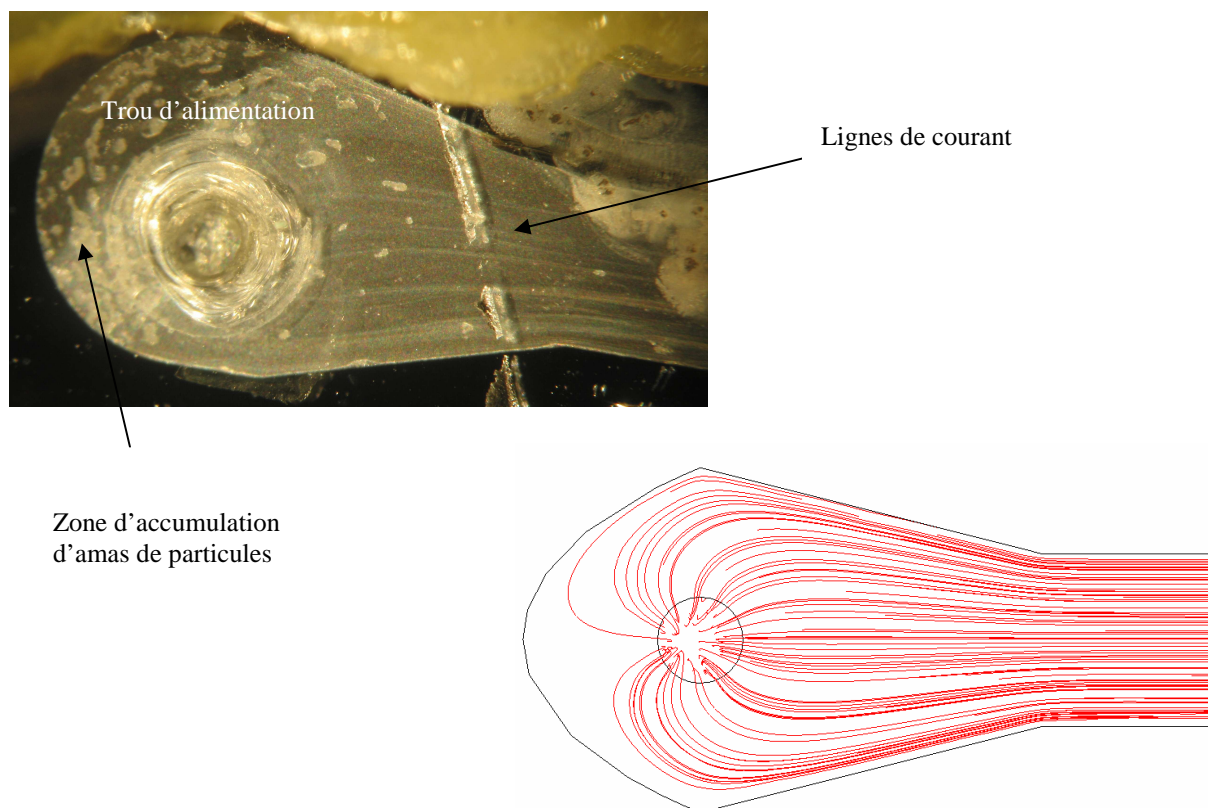 Trou d'alimentation
Lignes de courant
Zone d'accumulation
d'amas de particules